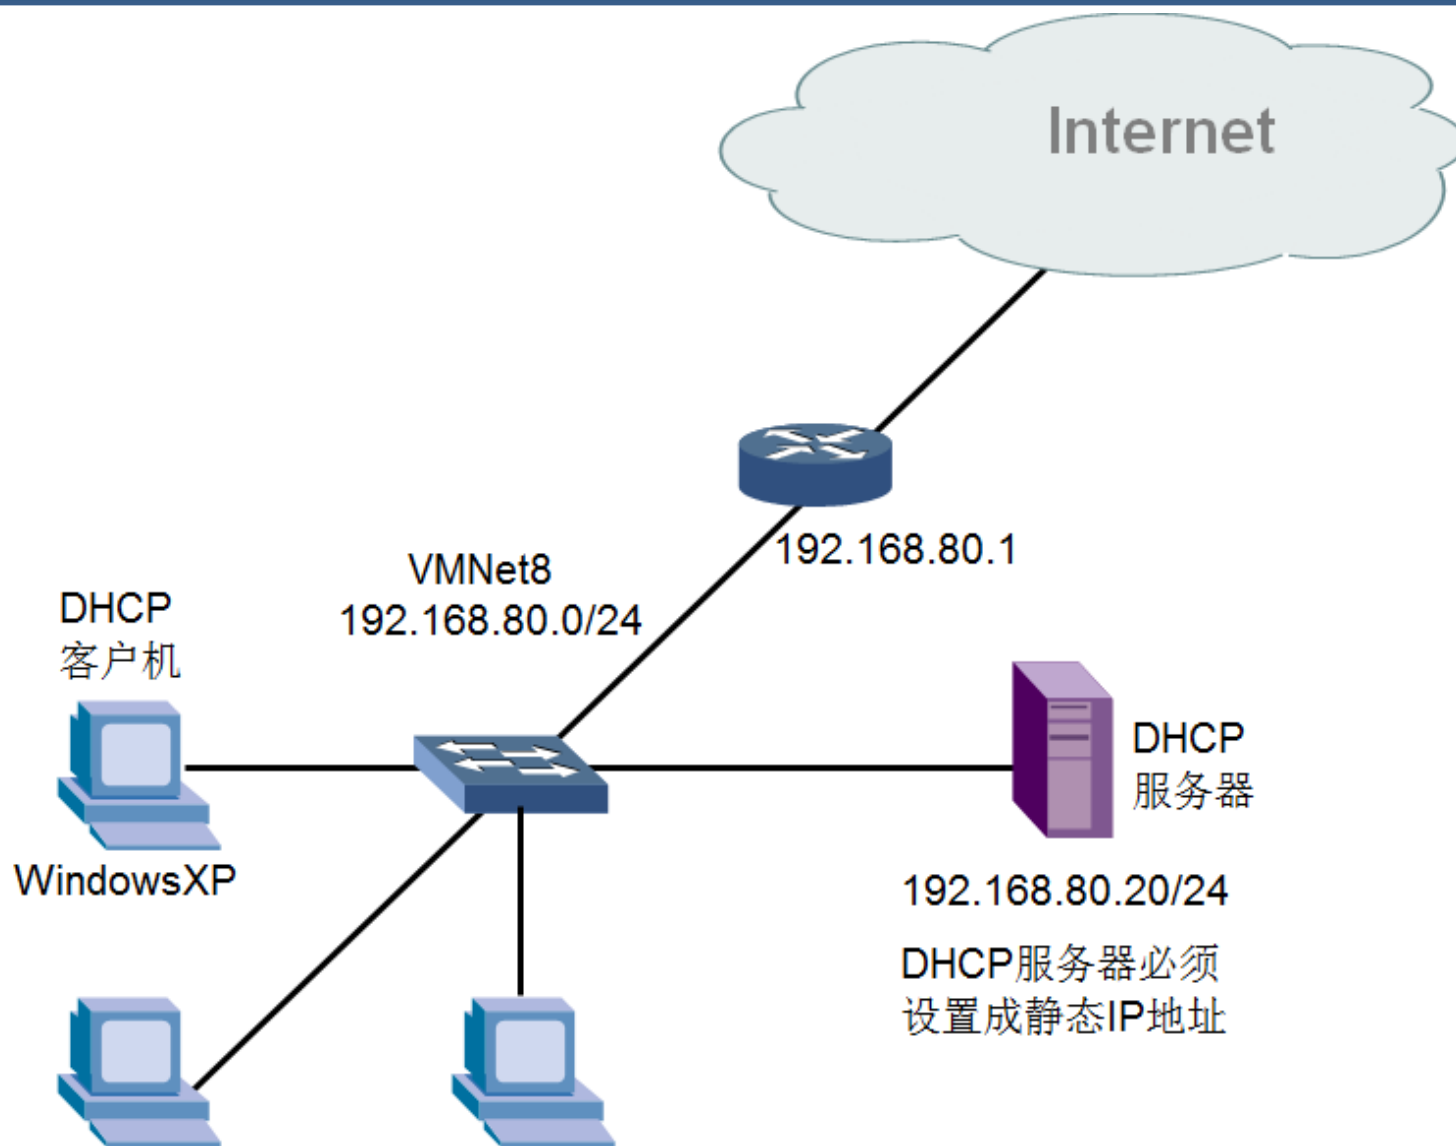 Internet
192.168.80.1
VMNet8
192.168.80.0/24
DHCP
客户机
WindowsXP
DHCP
服务器
192.168.80.20/24
DHCP服务器必须
设置成静态IP地址